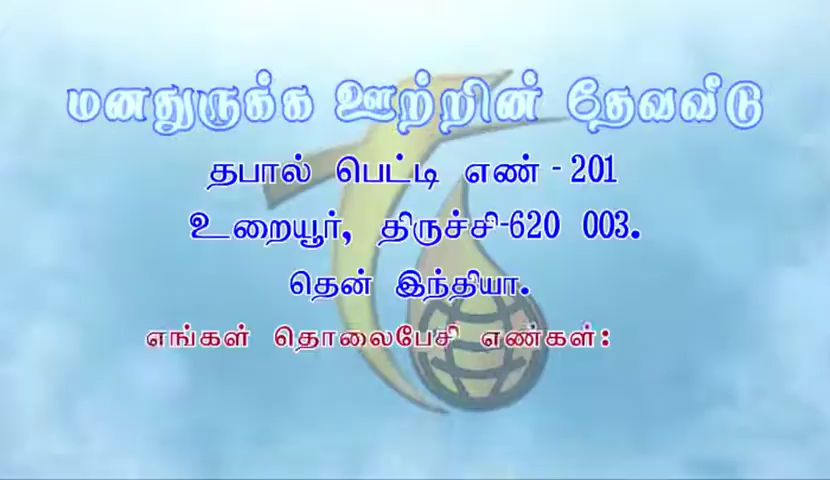 மனதுருக்க ஊற்றின் தேவவீடு
தபால் பெட்டி எண் - 201
உறையூர், திருச்சி-620 003.
தென் இந்தியா.
எங்கள் தொலைபேசி எண்கள்: